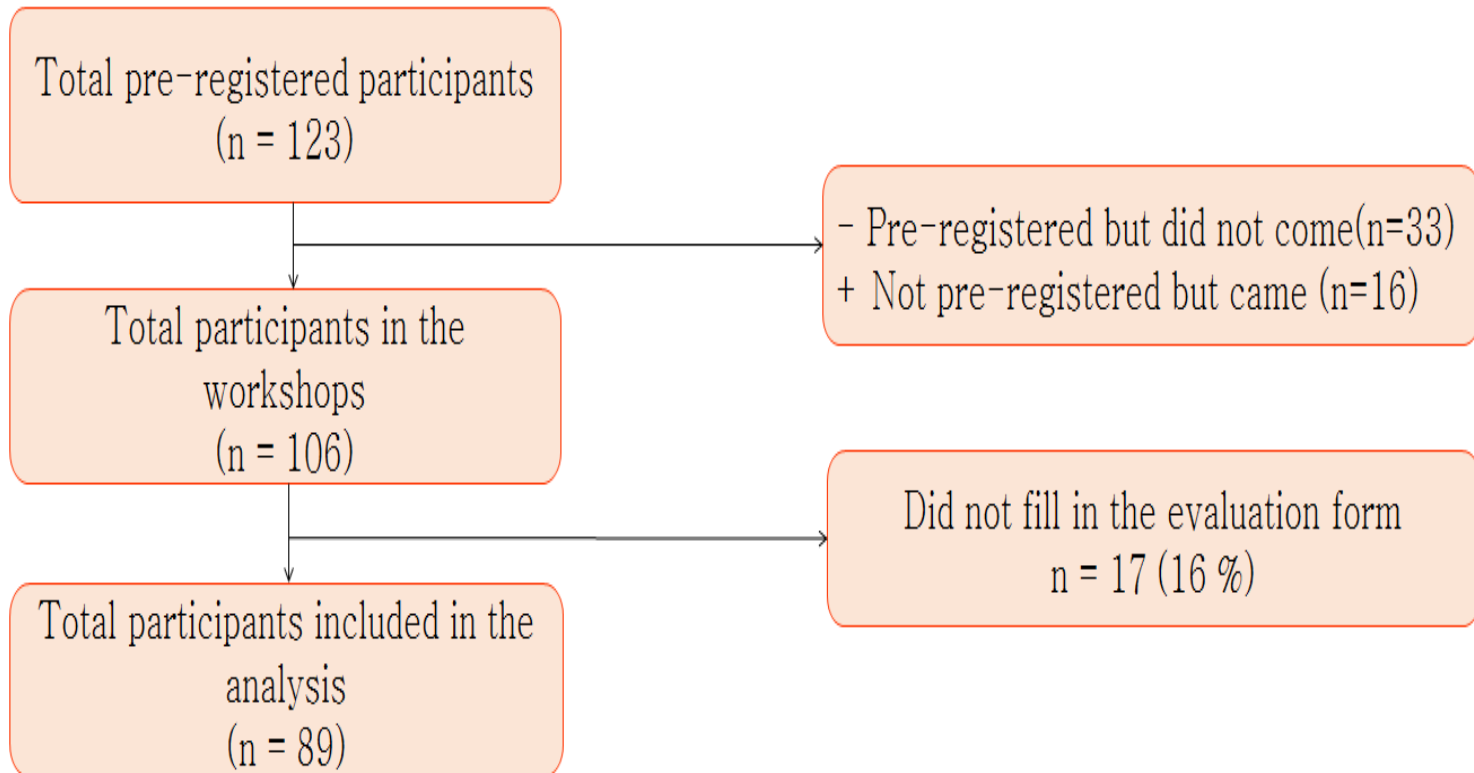 Total pre-registered participants
(n = 123)
- Pre-registered but did not come(n=33)
+ Not pre-registered but came (n=16)
Total participants in the
workshops
(n = 106)
Did not fill in the evaluation form
n = 17 (16 %)
Total participants included in the
analysis
(n = 89)